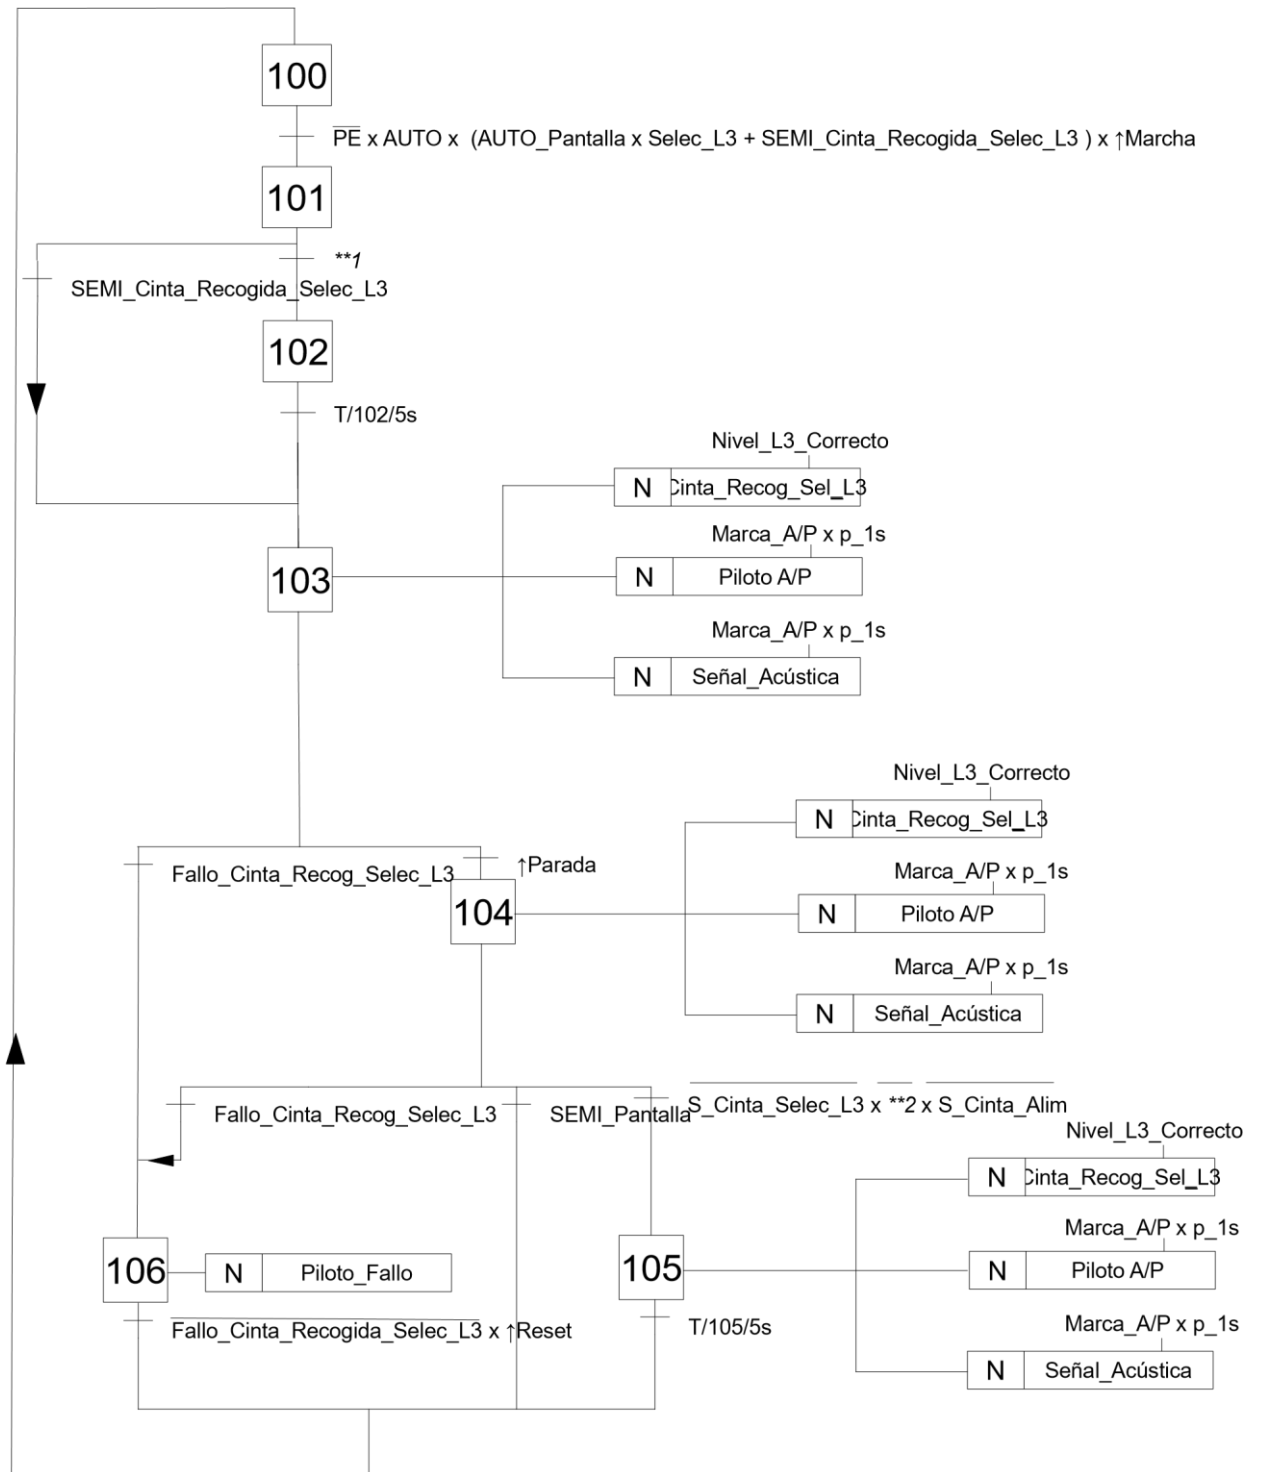 100
PE x AUTO x (AUTO_Pantalla x Selec_L3 + SEMI_Cinta_Recogida_Selec_L3 ) x ↑Marcha
101
**1
SEMI_Cinta_Recogida_Selec_L3
102
T/102/5s
Nivel_L3_Correcto
N Cinta_Recog_Sel_L3
Marca_A/P x p_1s
103
N Piloto A/P
Marca_A/P x p_1s
N Señal_Acústica
Nivel_L3_Correcto
N Cinta_Recog_Sel_L3
Fallo_Cinta_Recog_Selec_L3
↑Parada
Marca_A/P x p_1s
104
N Piloto A/P
Marca_A/P x p_1s
N Señal_Acústica
Fallo_Cinta_Recog_Selec_L3
SEMI_Pantalla
S_Cinta_Selec_L3 x **2 x S_Cinta_Alim
Nivel_L3_Correcto
N Cinta_Recog_Sel_L3
Marca_A/P x p_1s
106
N Piloto_Fallo
105
N Piloto A/P
Fallo_Cinta_Recogida_Selec_L3 x ↑Reset
T/105/5s
Marca_A/P x p_1s
N Señal_Acústica